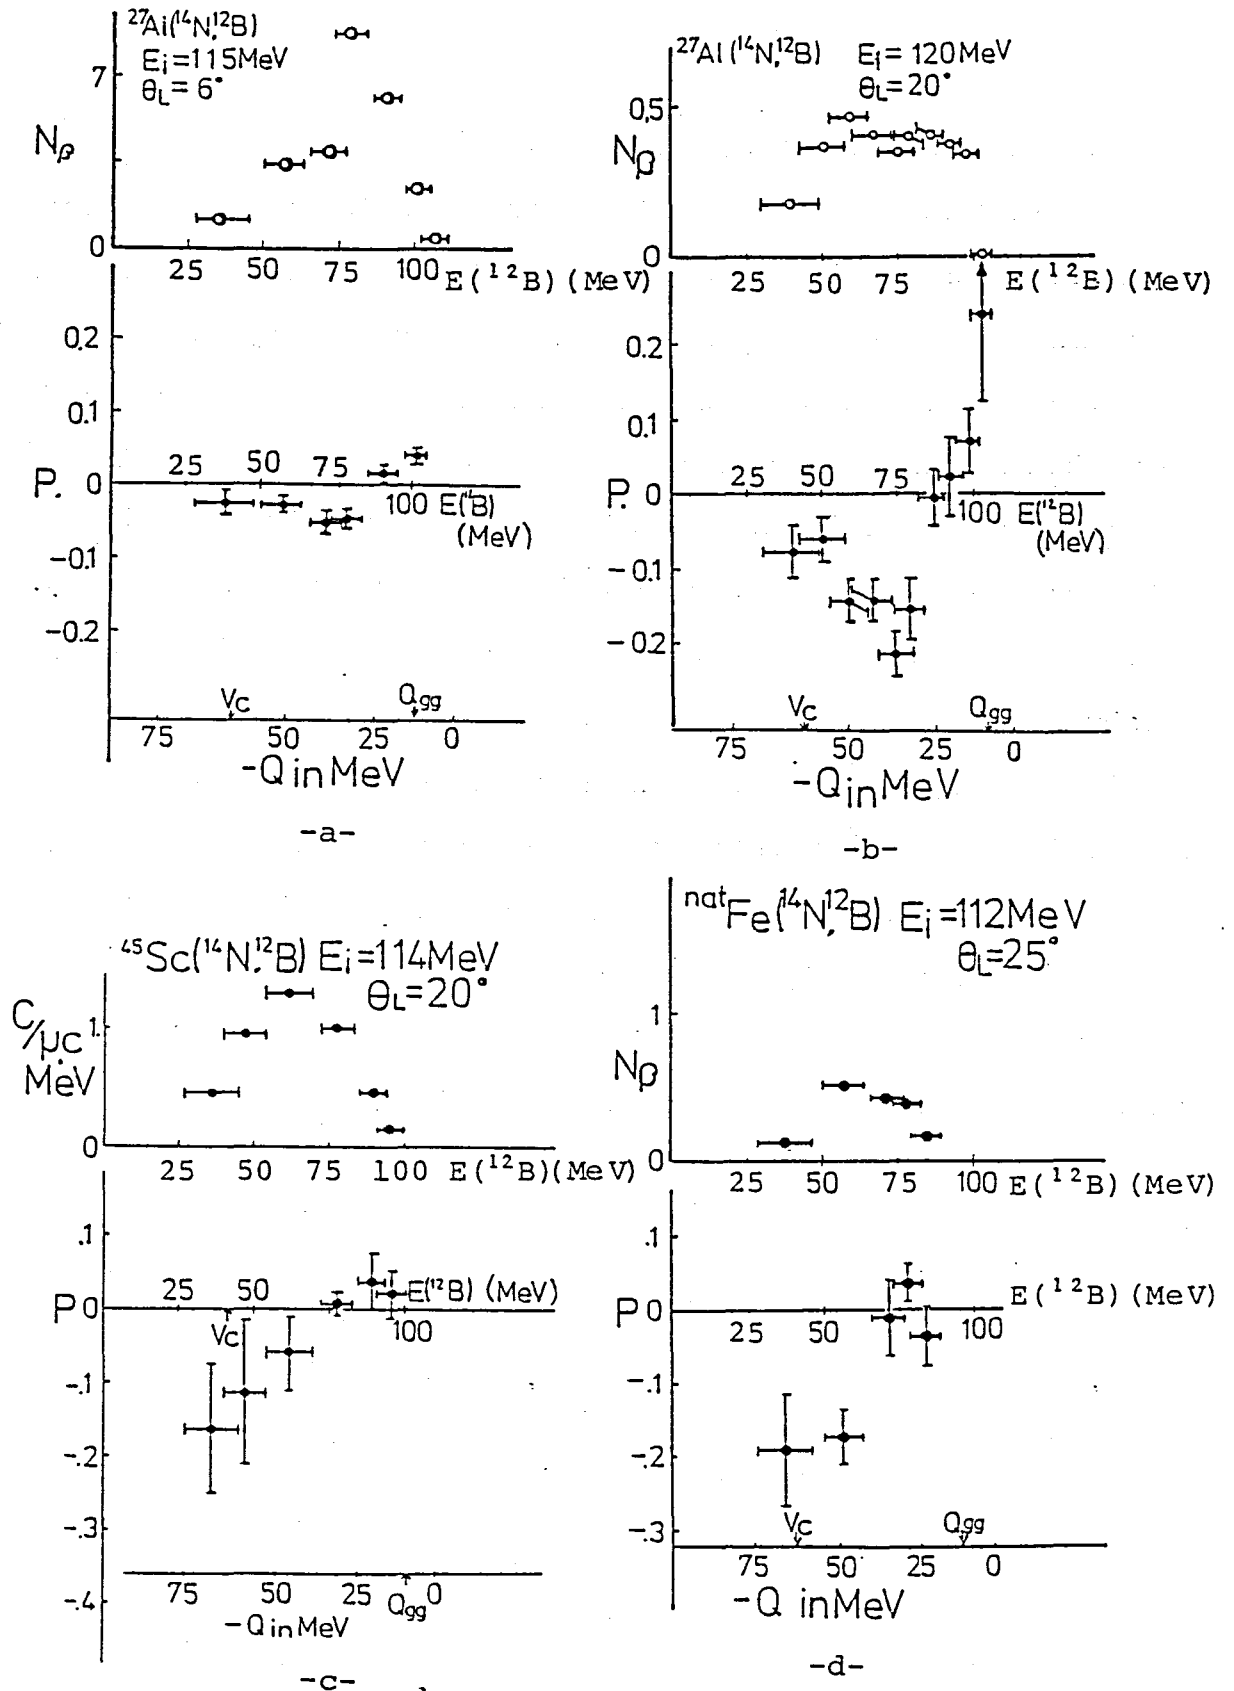 ²⁷Al(¹⁴N,¹²B)
Eᵢ=115MeV
θL=6°
7
Nβ
0
25 50 75 100 E(¹²B) (MeV)
0.2
0.1
25 50 75
P. 0
100 E(¹²B)
(MeV)
-0.1
-0.2
Vc Qgg
75 50 25 0
-Q in MeV
-a-
²⁷Al(¹⁴N,¹²B) Eᵢ=120MeV
θL=20°
0,5
Nβ
0
25 50 75 E(¹²B) (MeV)
0.2
0.1
25 50 75
P. 0
100 E(¹²B)
(MeV)
-0.1
-0.2
Vc Qgg
75 50 25 0
-Q in MeV
-b-
⁴⁵Sc(¹⁴N,¹²B) Eᵢ=114MeV
θL=20°
C/μc
MeV
1.
0
25 50 75 100 E(¹²B)(MeV)
.1
25 50 E(¹²B) (MeV)
P 0
Vc 100
-.1
-.2
-.3
-.4
75 50 25 Qgg 0
-Q in MeV
-c-
natFe(¹⁴N,¹²B) Eᵢ=112MeV
θL=25°
1
Nβ
0
25 50 75 100 E(¹²B) (MeV)
.1
P 0
E(¹²B) (MeV)
25 50 100
-.1
-.2
-.3
Vc Qgg
75 50 25 0
-Q in MeV
-d-